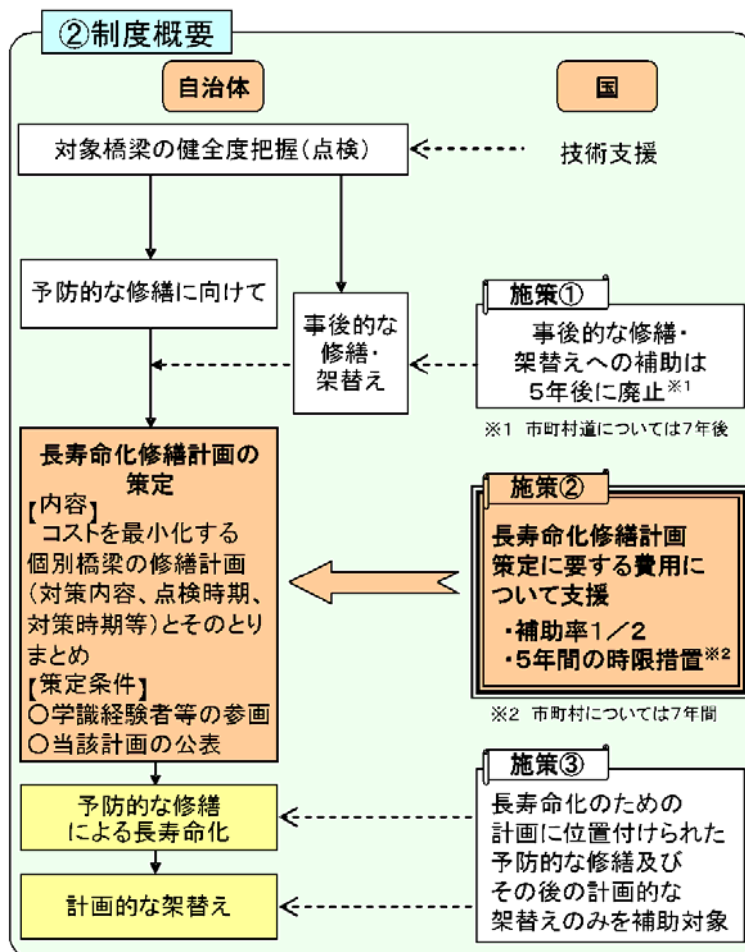 ②制度概要
自治体
国
対象橋梁の健全度把握(点検)
技術支援
予防的な修繕に向けて
事後的な
修繕・
架替え
施策①
事後的な修繕・
架替えへの補助は
5年後に廃止※1
※1 市町村道については7年後
長寿命化修繕計画の
策定
【内容】
コストを最小化する
個別橋梁の修繕計画
(対策内容、点検時期、
対策時期等)とそのとり
まとめ
【策定条件】
○学識経験者等の参画
○当該計画の公表
施策②
長寿命化修繕計画
策定に要する費用に
ついて支援
・補助率1/2
・5年間の時限措置※2
※2 市町村については7年間
予防的な修繕
による長寿命化
計画的な架替え
施策③
長寿命化のための
計画に位置付けられた
予防的な修繕及び
その後の計画的な
架替えのみを補助対象